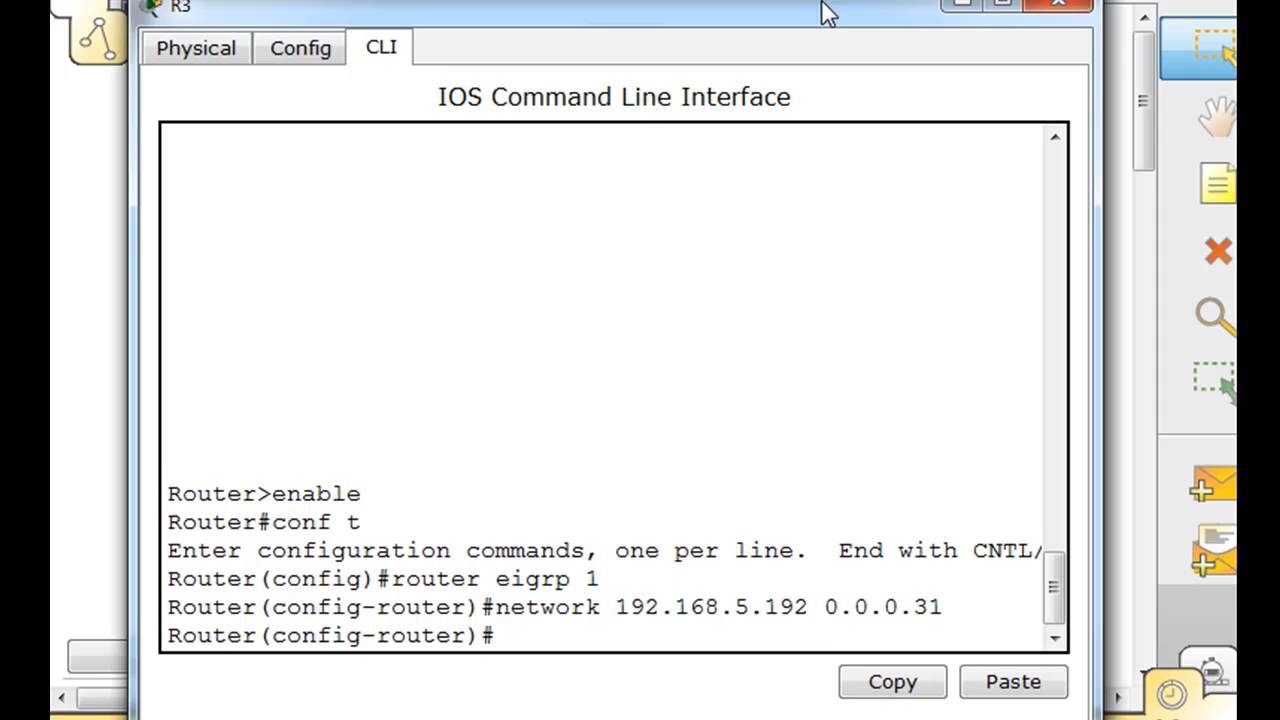 R3
Physical
Config
CLI
IOS Command Line Interface
Router>enable
Router#conf t
Enter configuration commands, one per line.  End with CNTL/
Router(config)#router eigrp 1
Router(config-router)#network 192.168.5.192 0.0.0.31
Router(config-router)#
Copy
Paste